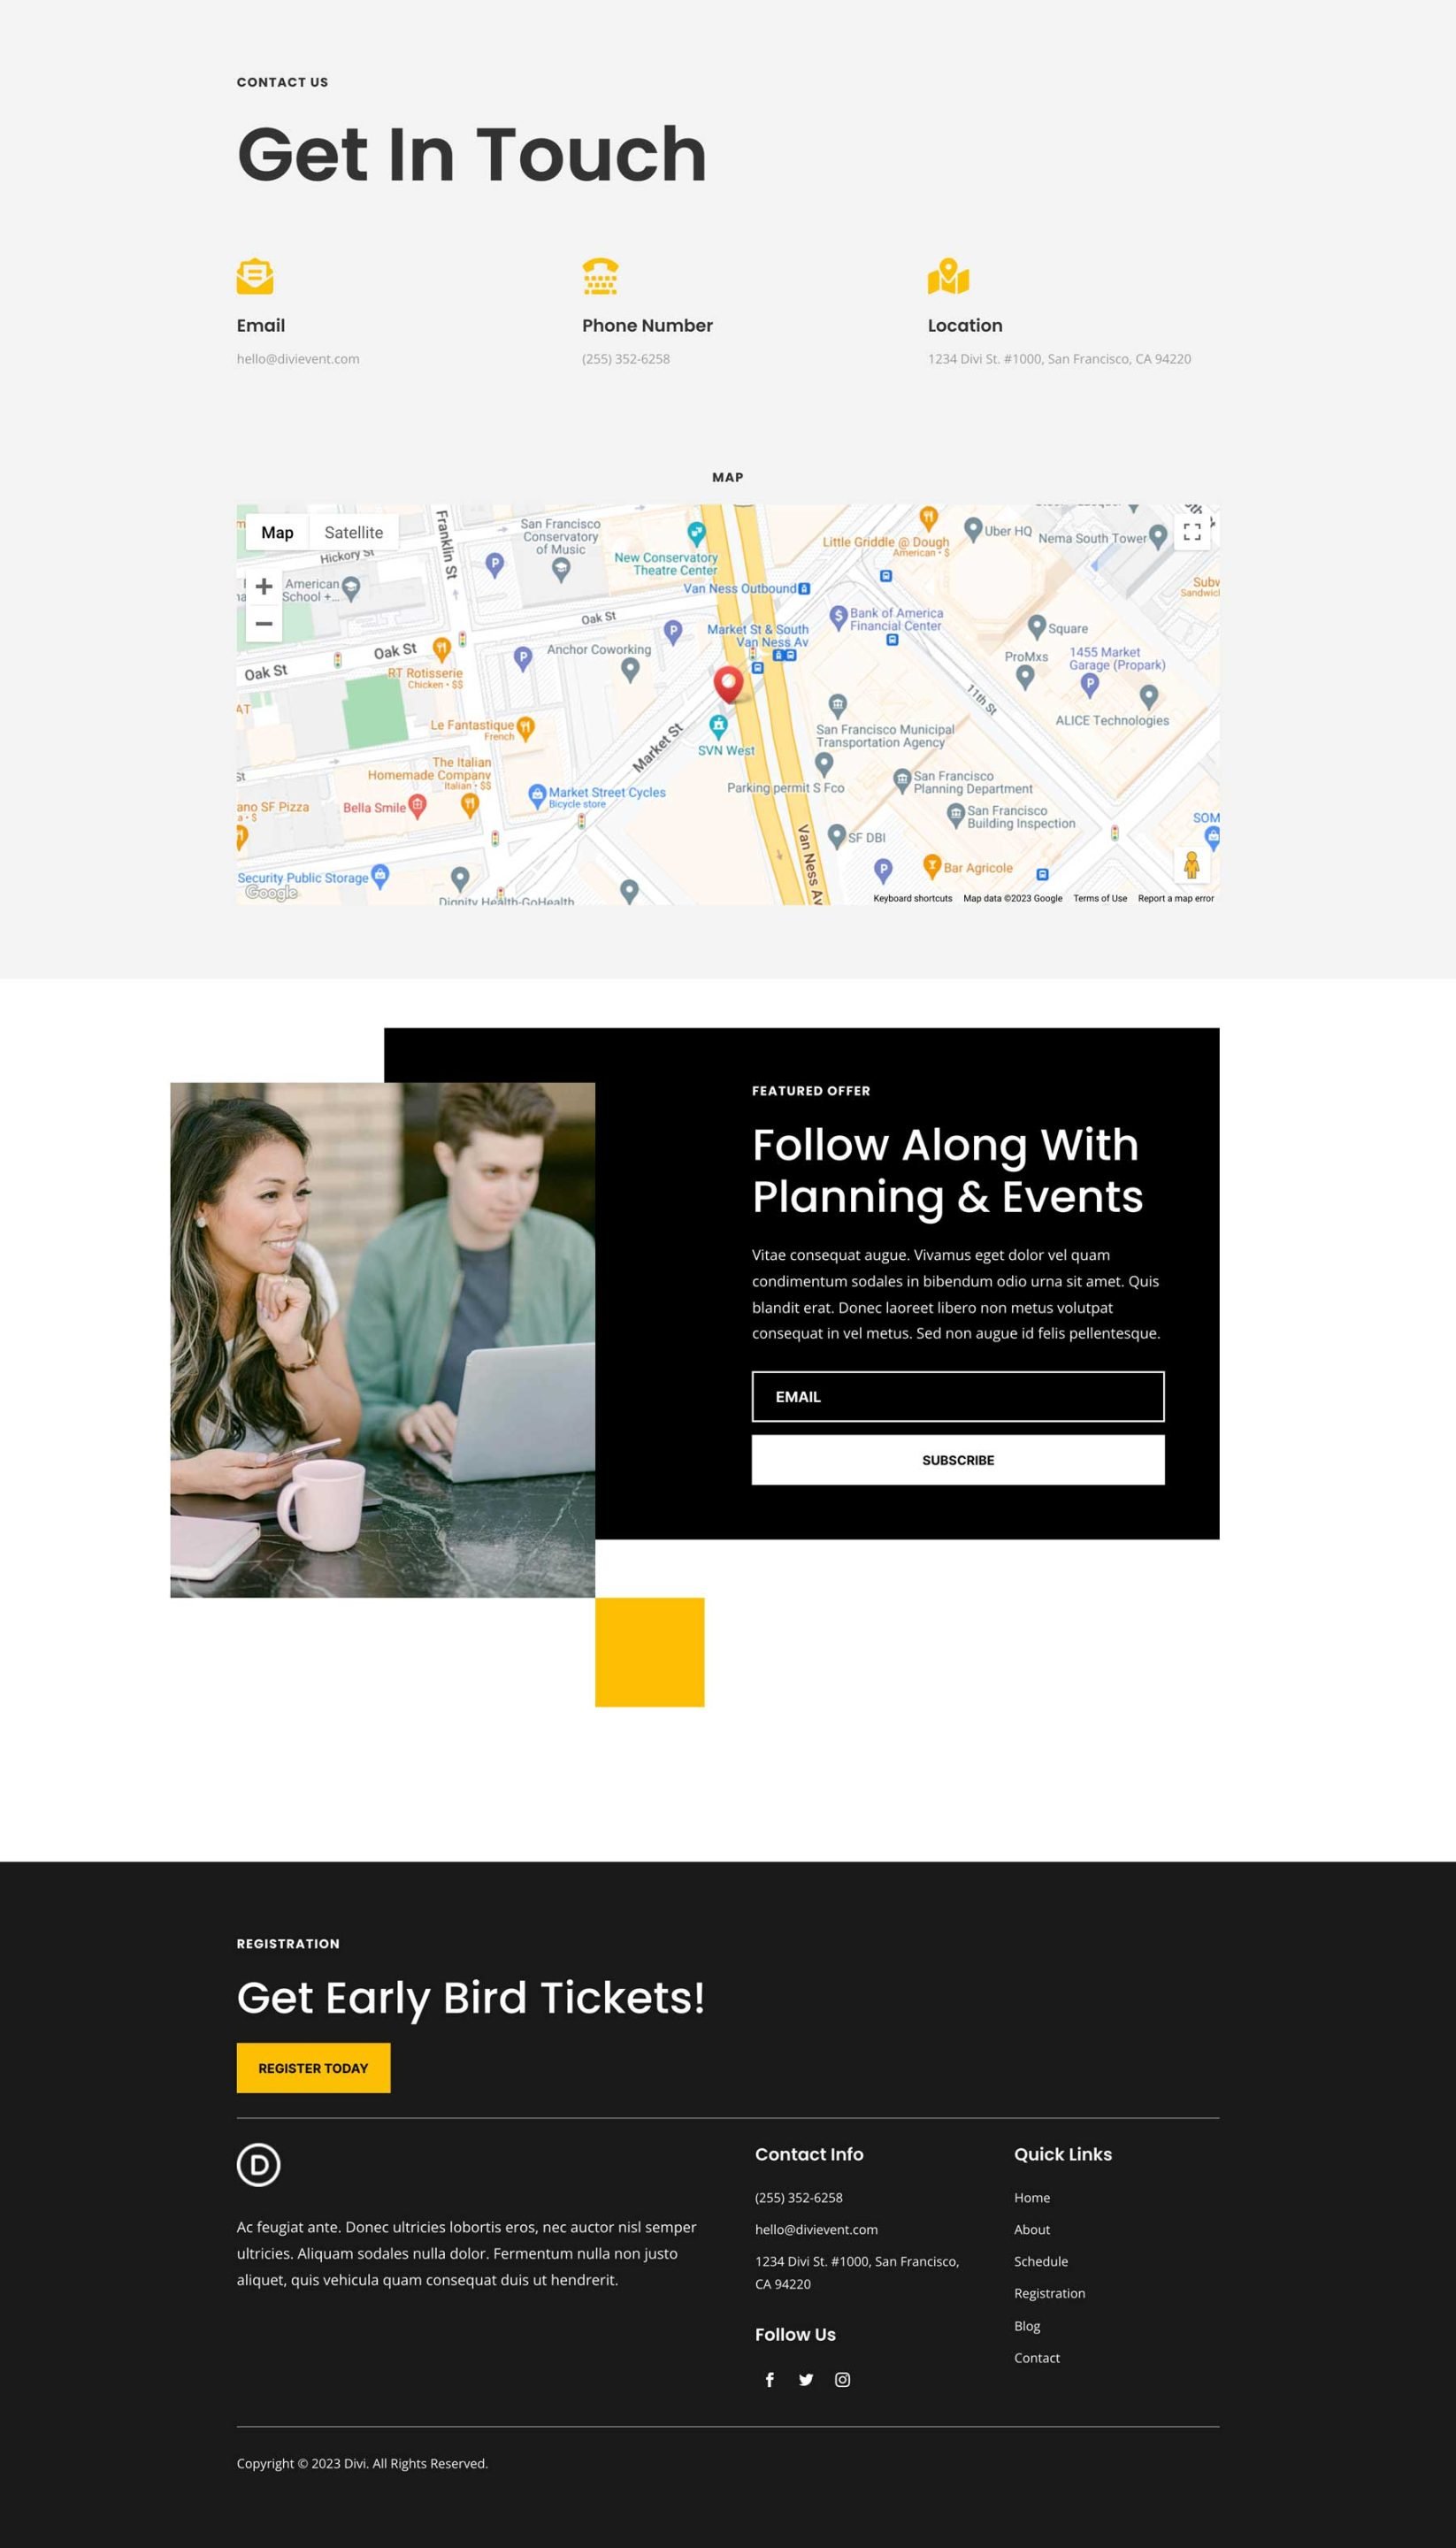 CONTACT US
Get In Touch
Email
hello@divievent.com
Phone Number
(255) 352-6258
Location
1234 Divi St. #1000, San Francisco, CA 94220
MAP
Map
Satellite
Franklin St
Hickory St
American
School +...
San Francisco
Conservatory
of Music
New Conservatory
Theatre Center
Van Ness Outbound
Little Griddle @ Dough
American • $
Uber HQ
Nema South Tower
Subw
Sandwich
Bank of America
Financial Center
Market St & South
Van Ness Av
Square
ProMxs
1455 Market
Garage (Propark)
ALICE Technologies
11th St
Oak St
Oak St
Oak St
Anchor Coworking
RT Rotisserie
Chicken • $$
AT
Le Fantastique
French
The Italian
Homemade Company
Italian • $$
St
ano SF Pizza
a • $
Bella Smile
Market Street Cycles
Bicycle store
Market St
SVN West
San Francisco Municipal
Transportation Agency
Parking permit S Fco
San Francisco
Planning Department
San Francisco
Building Inspection
SOM
SF DBI
Van Ness Av
Bar Agricole
Security Public Storage
Google
Dignity Health-GoHealth
Keyboard shortcuts
Map data ©2023 Google
Terms of Use
Report a map error
FEATURED OFFER
Follow Along With
Planning & Events
Vitae consequat augue. Vivamus eget dolor vel quam
condimentum sodales in bibendum odio urna sit amet. Quis
blandit erat. Donec laoreet libero non metus volutpat
consequat in vel metus. Sed non augue id felis pellentesque.
EMAIL
SUBSCRIBE
REGISTRATION
Get Early Bird Tickets!
REGISTER TODAY
D
Ac feugiat ante. Donec ultricies lobortis eros, nec auctor nisl semper
ultricies. Aliquam sodales nulla dolor. Fermentum nulla non justo
aliquet, quis vehicula quam consequat duis ut hendrerit.
Contact Info
(255) 352-6258
hello@divievent.com
1234 Divi St. #1000, San Francisco,
CA 94220
Follow Us
Quick Links
Home
About
Schedule
Registration
Blog
Contact
Copyright © 2023 Divi. All Rights Reserved.